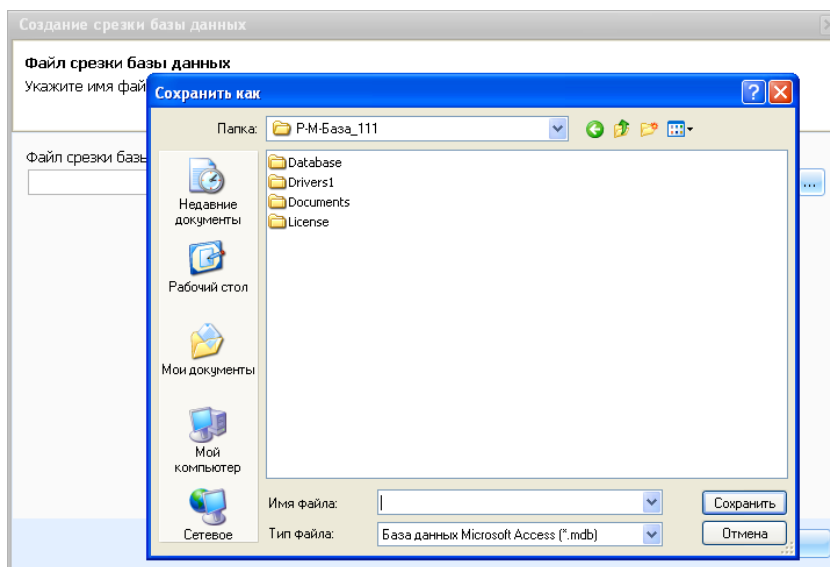 Создание срезки базы данных
Файл срезки базы данных
Укажите имя фай
Сохранить как
Папка:
Р-М-База_111
Файл срезки базы
...
Недавние документы
Рабочий стол
Мои документы
Мой компьютер
Сетевое
Database
Drivers1
Documents
License
Имя файла:
Сохранить
Тип файла:
База данных Microsoft Access (*.mdb)
Отмена